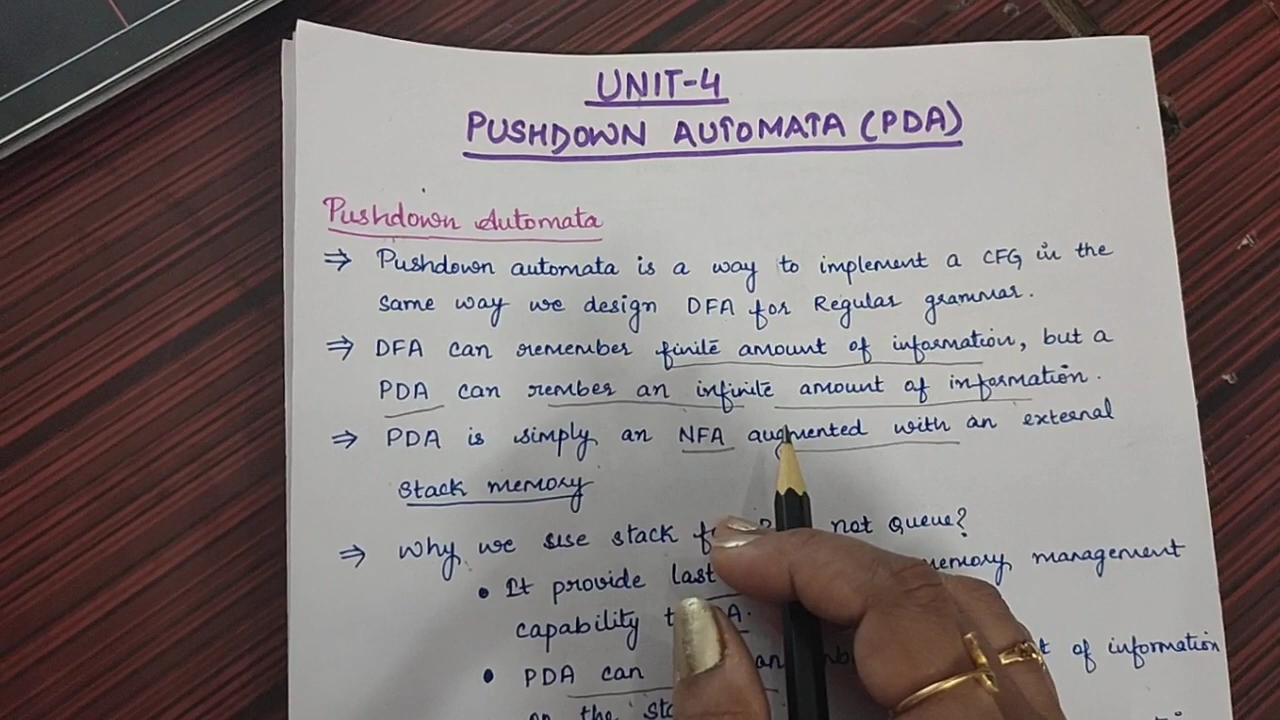 UNIT-4
PUSHDOWN AUTOMATA (PDA)
Pushdown Automata
⇒ Pushdown automata is a way to implement a CFG in the
same way we design DFA for Regular grammar.
⇒ DFA can remember finite amount of information, but a
PDA can rember an infinite amount of information.
⇒ PDA is simply an NFA augmented with an external
stack memory
⇒ Why we use stack not queue?
• It provide last memory management
capability A.
• PDA can an of information
on the